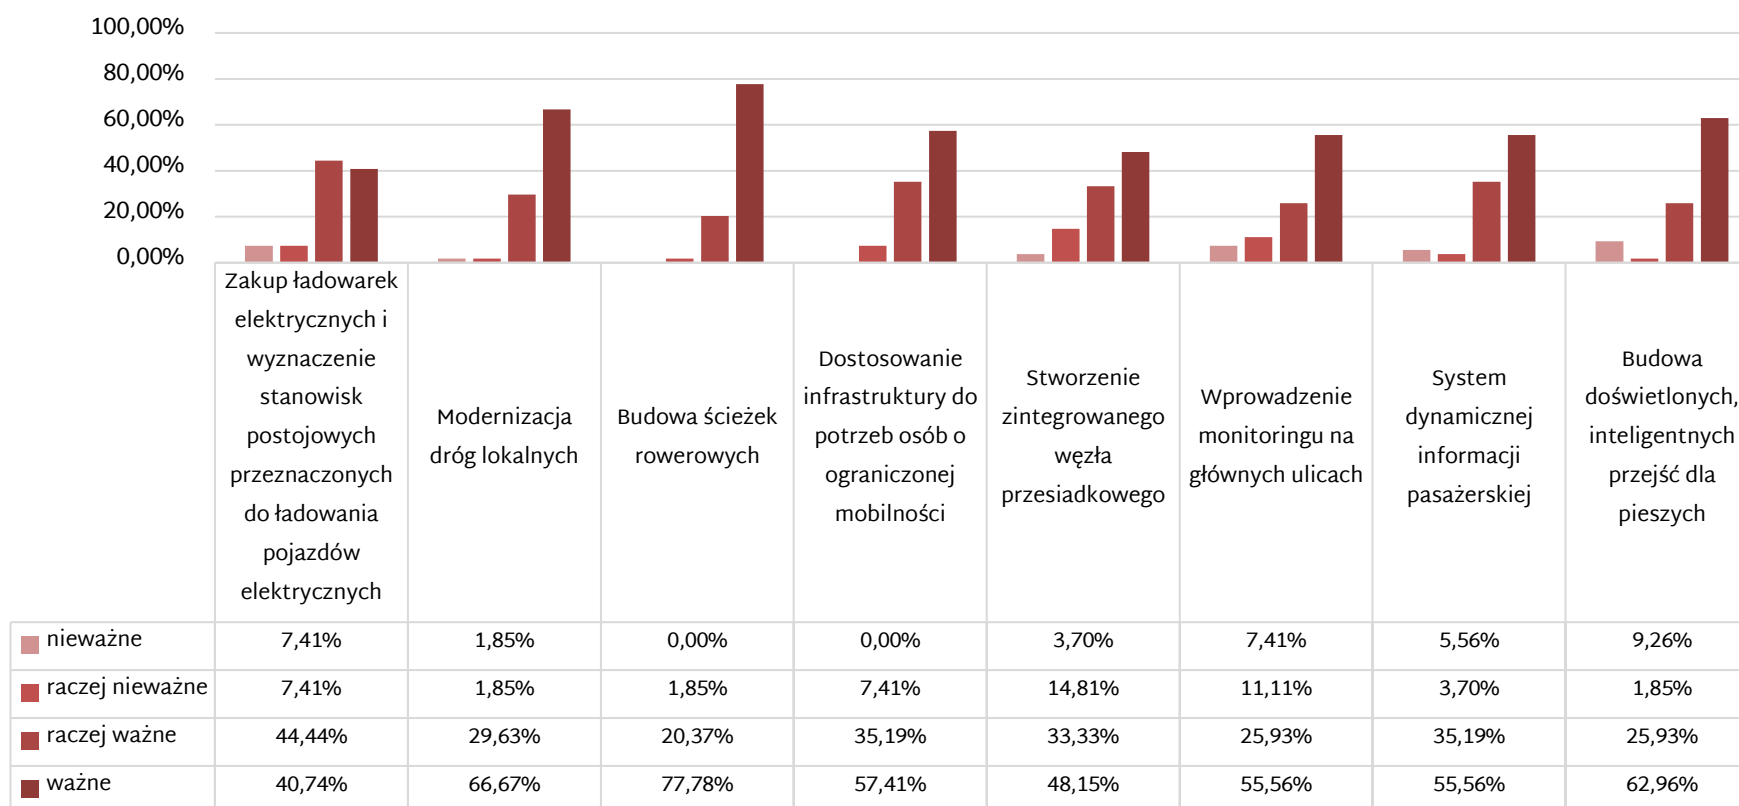 100,00%
80,00%
60,00%
40,00%
20,00%
0,00%
Zakup ładowarek
elektrycznych i
wyznaczenie
stanowisk
postojowych
przeznaczonych
do ładowania
pojazdów
elektrycznych
Modernizacja
dróg lokalnych
Budowa ścieżek
rowerowych
Dostosowanie
infrastruktury do
potrzeb osób o
ograniczonej
mobilności
Stworzenie
zintegrowanego
węzła
przesiadkowego
Wprowadzenie
monitoringu na
głównych ulicach
System
dynamicznej
informacji
pasażerskiej
Budowa
doświetlonych,
inteligentnych
przejść dla
pieszych
nieważne 7,41% 1,85% 0,00% 0,00% 3,70% 7,41% 5,56% 9,26%
raczej nieważne 7,41% 1,85% 1,85% 7,41% 14,81% 11,11% 3,70% 1,85%
raczej ważne 44,44% 29,63% 20,37% 35,19% 33,33% 25,93% 35,19% 25,93%
ważne 40,74% 66,67% 77,78% 57,41% 48,15% 55,56% 55,56% 62,96%